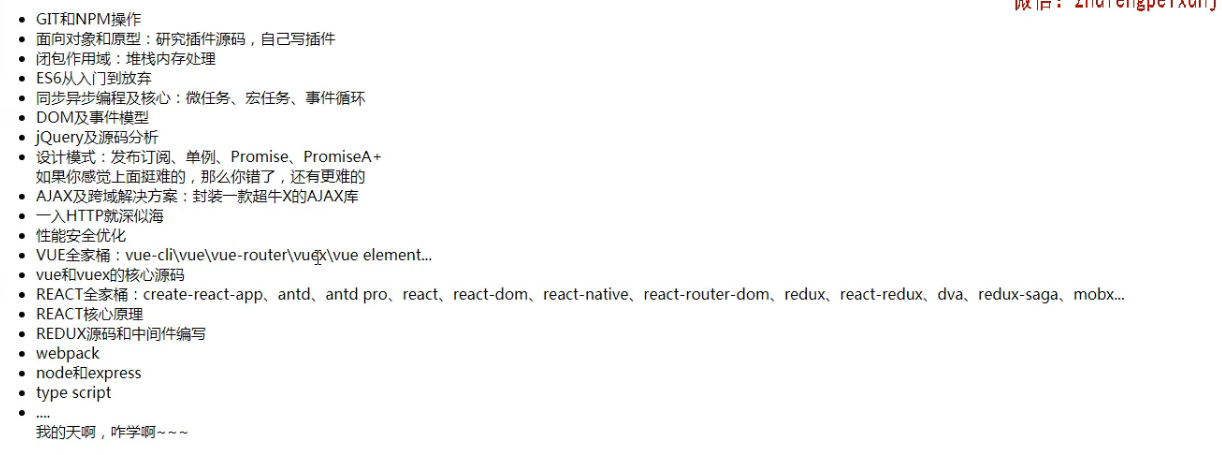 微信：zhufengpeixunj
GIT和NPM操作
面向对象和原型：研究插件源码，自己写插件
闭包作用域：堆栈内存处理
ES6从入门到放弃
同步异步编程及核心：微任务、宏任务、事件循环
DOM及事件模型
jQuery及源码分析
设计模式：发布订阅、单例、Promise、PromiseA+
如果你感觉上面挺难的，那么你错了，还有更难的
AJAX及跨域解决方案：封装一款超牛X的AJAX库
一入HTTP就深似海
性能安全优化
VUE全家桶：vue-cli\vue\vue-router\vuex\vue element...
vue和vuex的核心源码
REACT全家桶：create-react-app、antd、antd pro、react、react-dom、react-native、react-router-dom、redux、react-redux、dva、redux-saga、mobx...
REACT核心原理
REDUX源码和中间件编写
webpack
node和express
type script
....
我的天啊，咋学啊~~~